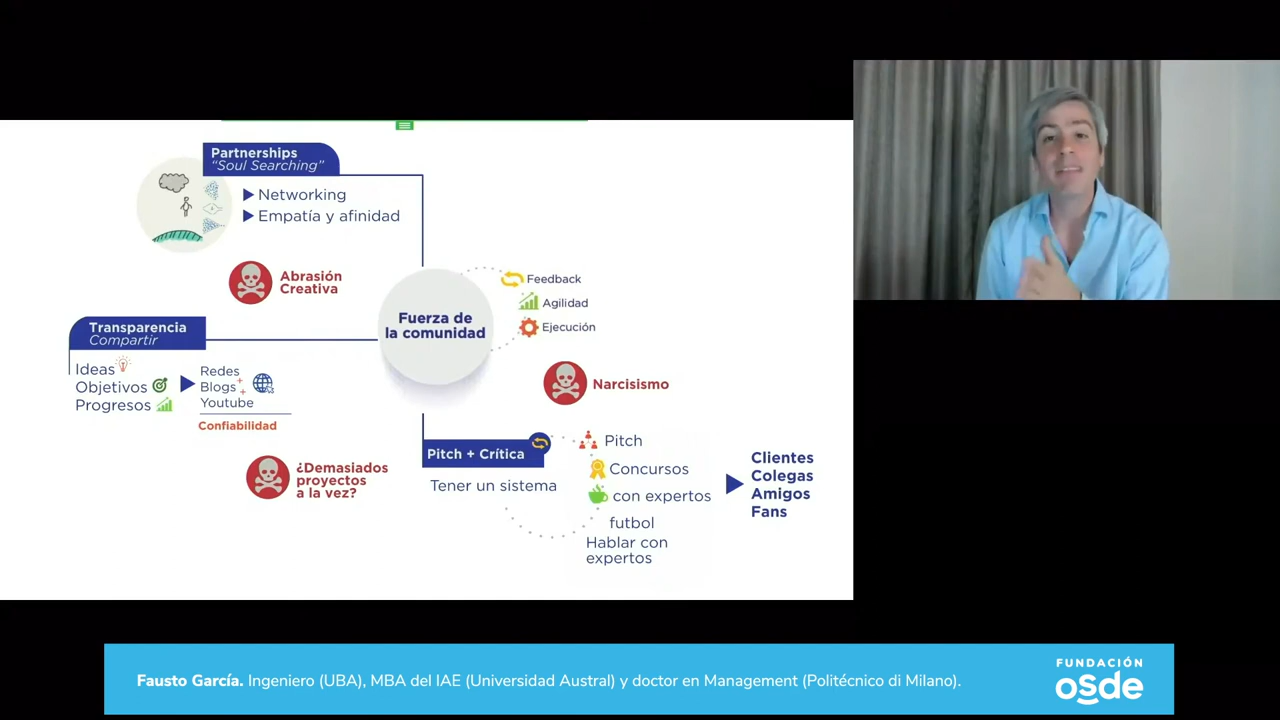 Partnerships
“Soul Searching”
Networking
Empatía y afinidad
Abrasión
Creativa
Fuerza de
la comunidad
Feedback
Agilidad
Ejecución
Transparencia
Compartir
Ideas
Objetivos
Progresos
Redes
Blogs
Youtube
Confiabilidad
Narcisismo
¿Demasiados
proyectos
a la vez?
Pitch + Crítica
Tener un sistema
Pitch
Concursos
con expertos
futbol
Hablar con
expertos
Clientes
Colegas
Amigos
Fans
Fausto García. Ingeniero (UBA), MBA del IAE (Universidad Austral) y doctor en Management (Politécnico di Milano).
FUNDACIÓN
osde